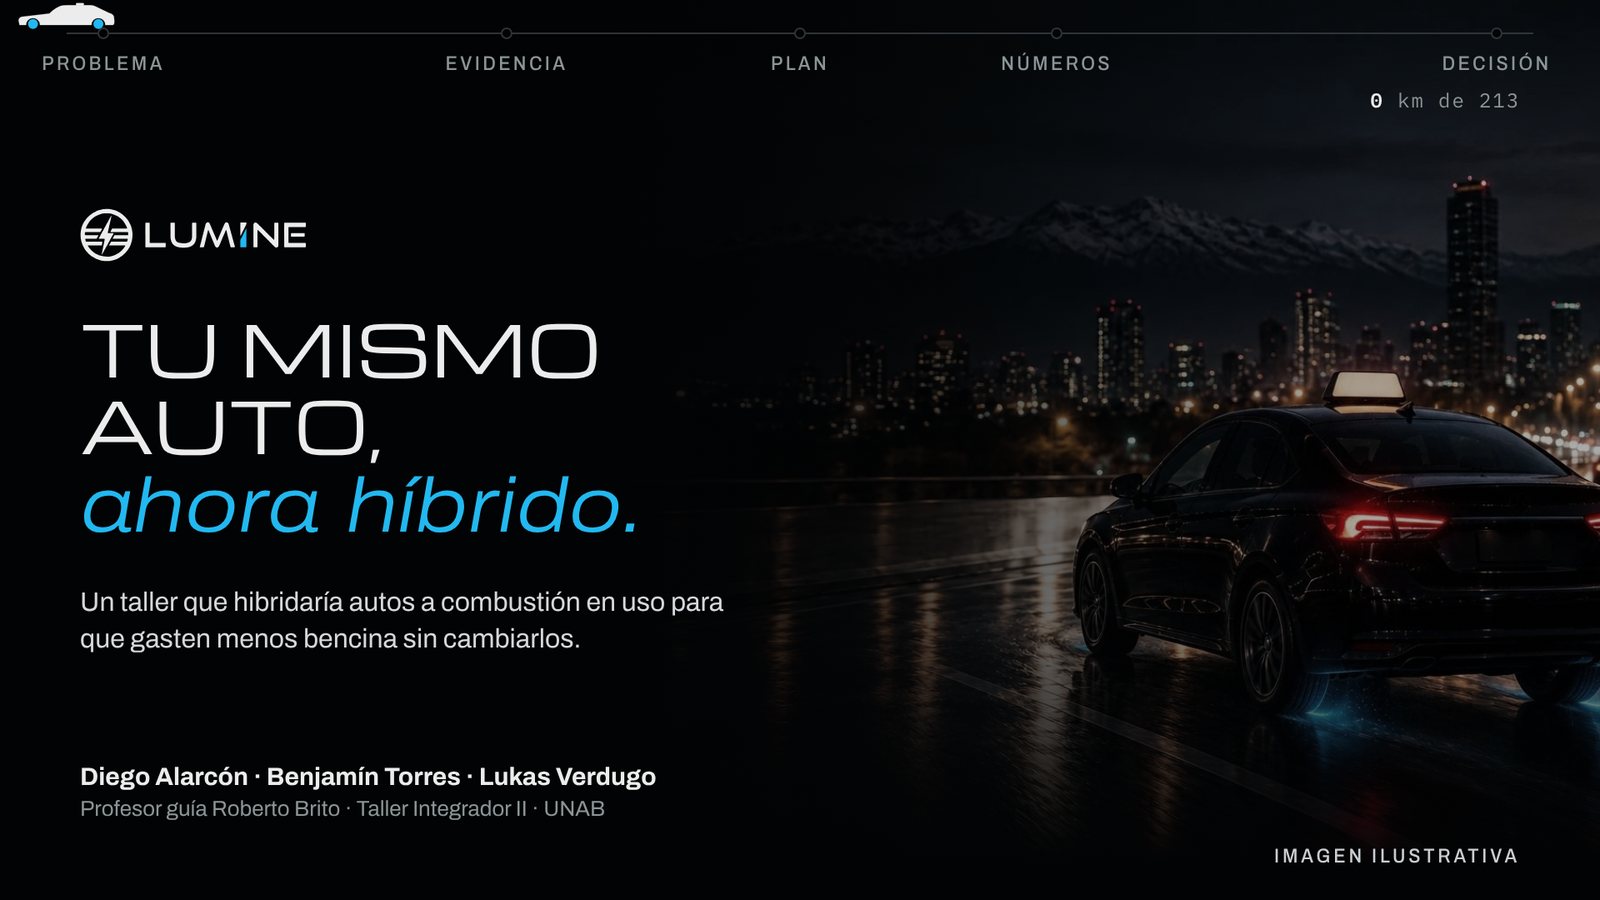 PROBLEMA EVIDENCIA PLAN NÚMEROS DECISIÓN
0 km de 213
LUMINE
TU MISMO
AUTO,
ahora híbrido.
Un taller que hibridaría autos a combustión en uso para
que gasten menos bencina sin cambiarlos.
Diego Alarcón · Benjamín Torres · Lukas Verdugo
Profesor guía Roberto Brito · Taller Integrador II · UNAB
IMAGEN ILUSTRATIVA